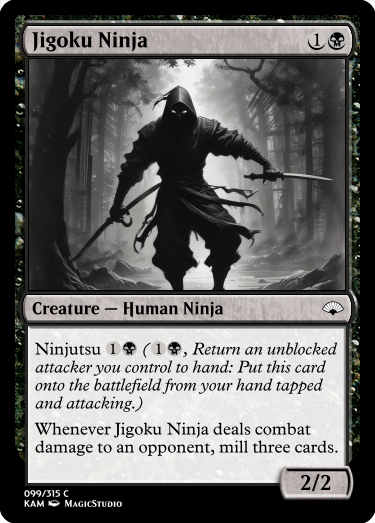 Jigoku Ninja 1
Creature — Human Ninja
Ninjutsu 1 (1, Return an unblocked
attacker you control to hand: Put this card
onto the battlefield from your hand tapped
and attacking.)
Whenever Jigoku Ninja deals combat
damage to an opponent, mill three cards.
2/2
099/315 C
KAM MagicStudio